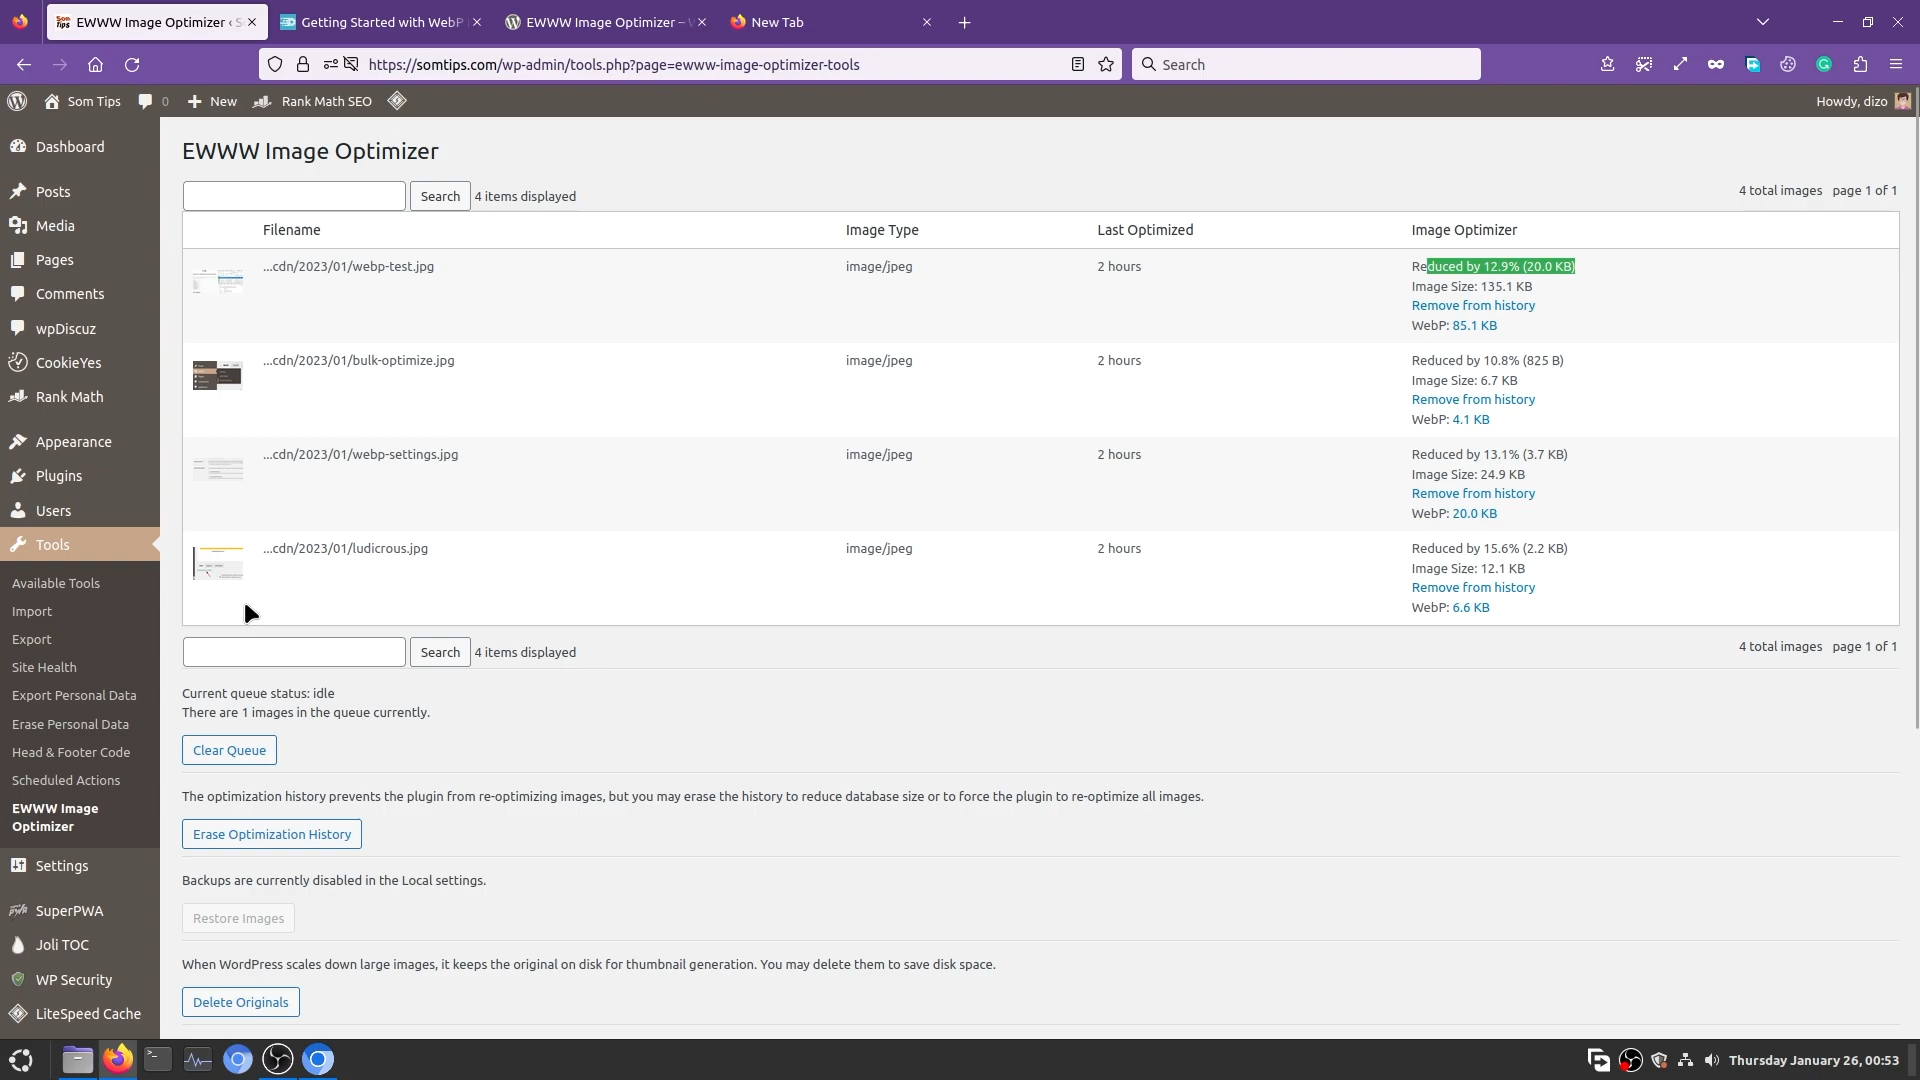 EWWW Image Optimizer ‹ S
Getting Started with WebP
EWWW Image Optimizer – W
New Tab
https://somtips.com/wp-admin/tools.php?page=ewww-image-optimizer-tools
Search
Som Tips
0
New
Rank Math SEO
Howdy, dizo
Dashboard
Posts
Media
Pages
Comments
wpDiscuz
CookieYes
Rank Math
Appearance
Plugins
Users
Tools
Available Tools
Import
Export
Site Health
Export Personal Data
Erase Personal Data
Head & Footer Code
Scheduled Actions
EWWW Image
Optimizer
Settings
SuperPWA
Joli TOC
WP Security
LiteSpeed Cache
EWWW Image Optimizer
Search 4 items displayed
4 total images page 1 of 1
Filename Image Type Last Optimized Image Optimizer
...cdn/2023/01/webp-test.jpg image/jpeg 2 hours Reduced by 12.9% (20.0 KB)
Image Size: 135.1 KB
Remove from history
WebP: 85.1 KB
...cdn/2023/01/bulk-optimize.jpg image/jpeg 2 hours Reduced by 10.8% (825 B)
Image Size: 6.7 KB
Remove from history
WebP: 4.1 KB
...cdn/2023/01/webp-settings.jpg image/jpeg 2 hours Reduced by 13.1% (3.7 KB)
Image Size: 24.9 KB
Remove from history
WebP: 20.0 KB
...cdn/2023/01/ludicrous.jpg image/jpeg 2 hours Reduced by 15.6% (2.2 KB)
Image Size: 12.1 KB
Remove from history
WebP: 6.6 KB
Search 4 items displayed
4 total images page 1 of 1
Current queue status: idle
There are 1 images in the queue currently.
Clear Queue
The optimization history prevents the plugin from re-optimizing images, but you may erase the history to reduce database size or to force the plugin to re-optimize all images.
Erase Optimization History
Backups are currently disabled in the Local settings.
Restore Images
When WordPress scales down large images, it keeps the original on disk for thumbnail generation. You may delete them to save disk space.
Delete Originals
Thursday January 26, 00:53